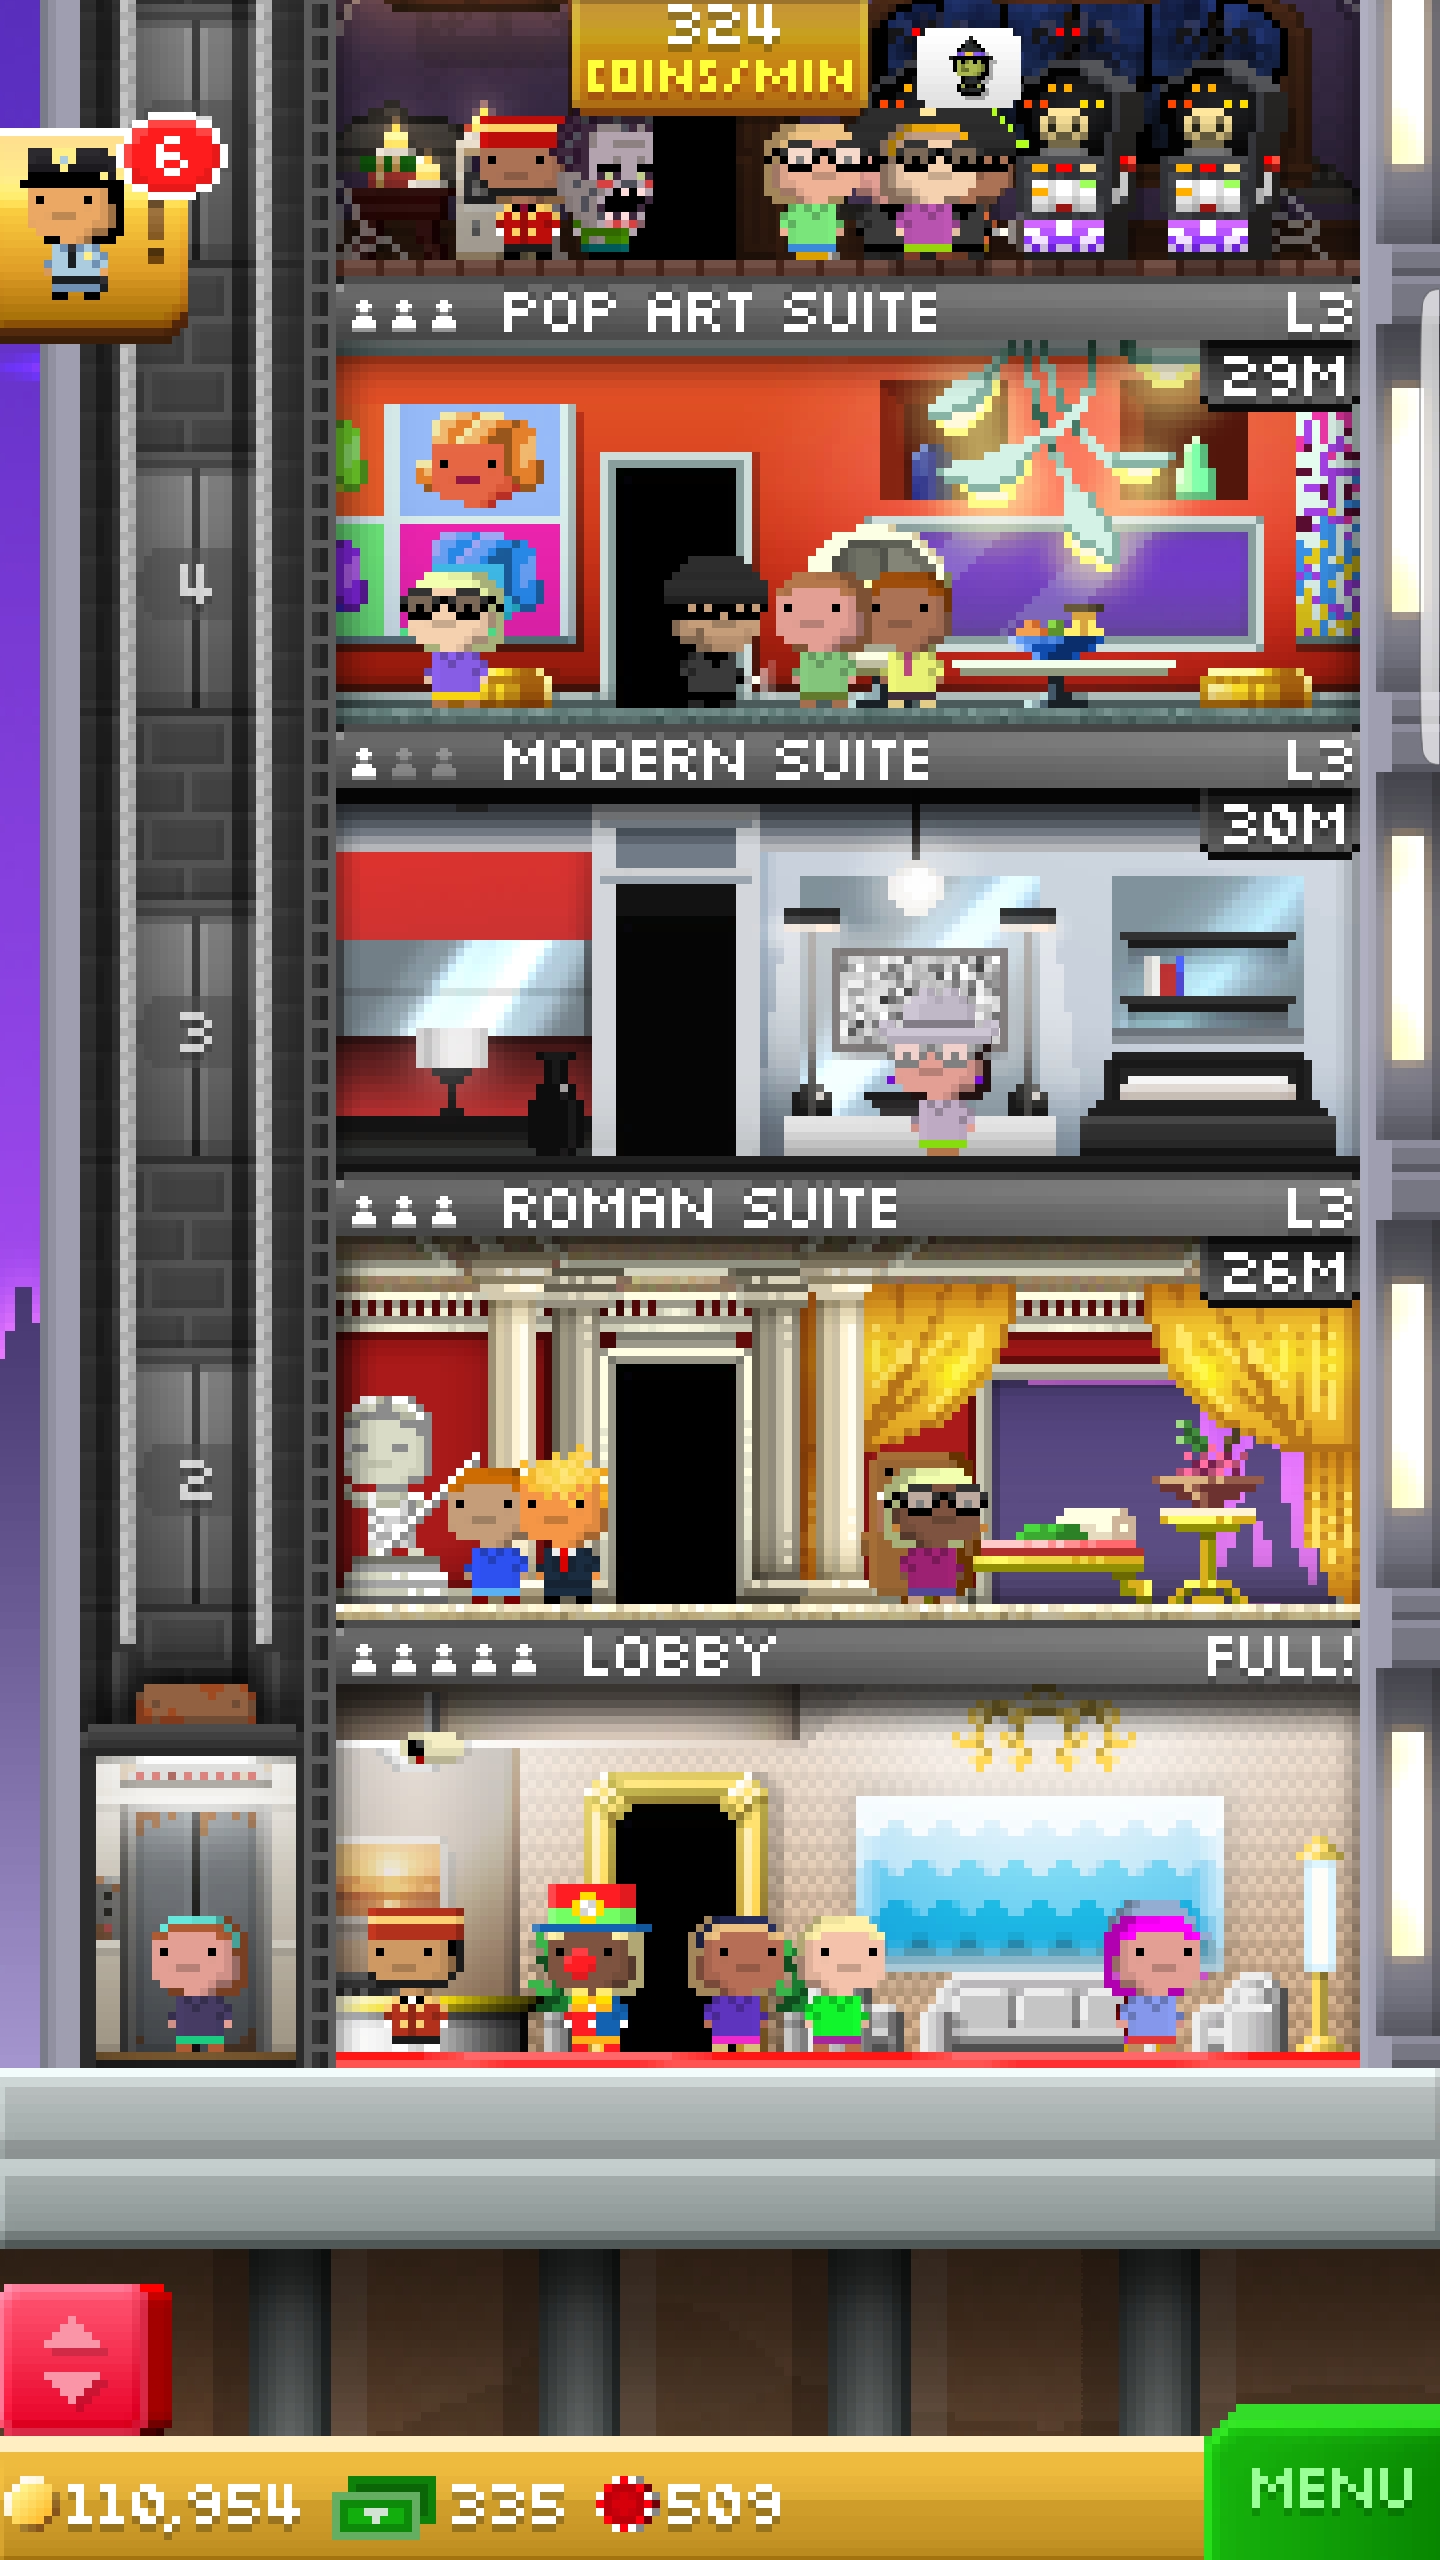 324
COINS/MIN
6
!
POP ART SUITE L3
29M
4
MODERN SUITE L3
30M
3
ROMAN SUITE L3
26M
2
LOBBY FULL!
110,954 335 509
MENU